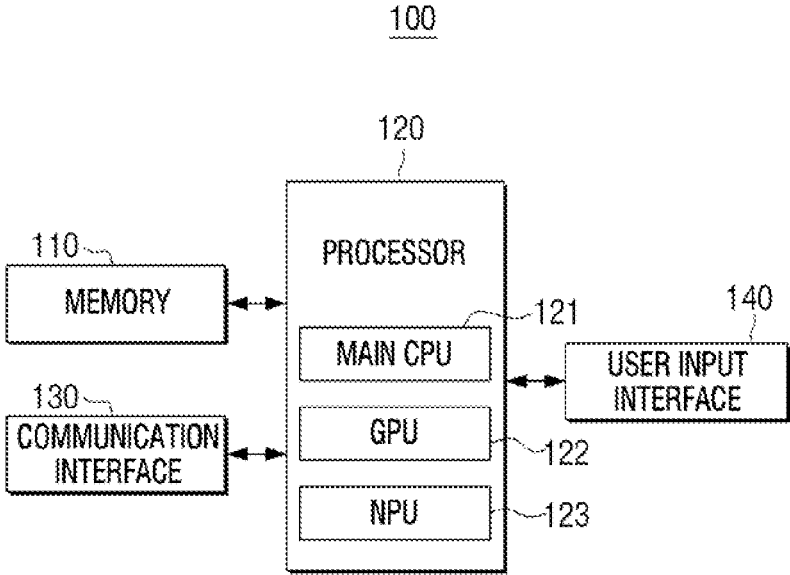 100
120
PROCESSOR
110
MEMORY
121
MAIN CPU
140
USER INPUT
INTERFACE
130
COMMUNICATION
INTERFACE
GPU
122
NPU
123